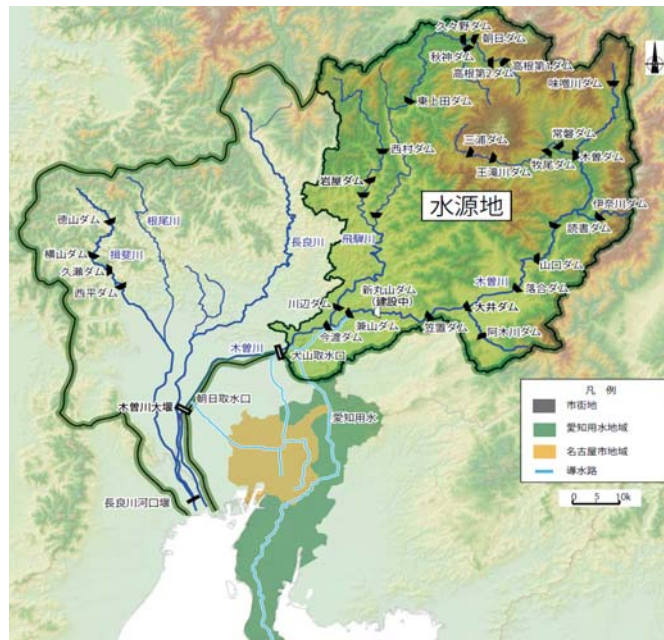 久々野ダム
朝日ダム
秋神ダム
高根第1ダム
高根第2ダム
味噌川ダム
東上田ダム
常盤ダム
三浦ダム
西村ダム
牧尾ダム
木曽ダム
王滝川ダム
岩屋ダム
伊奈川ダム
水源地
徳山ダム
根尾川
長良川
飛騨川
読書ダム
横山ダム
揖斐川
久瀬ダム
山口ダム
西平ダム
新丸山ダム
(建設中)
木曽川
落合ダム
川辺ダム
大井ダム
兼山ダム
笠置ダム
阿木川ダム
今渡ダム
木曽川
犬山取水口
木曽川大堰
朝日取水口
愛知用水
長良川河口堰
凡 例
市街地
愛知用水地域
名古屋市地域
導水路
0 5 10k